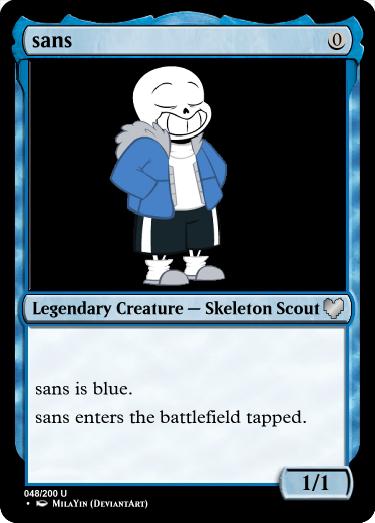 sans 0
Legendary Creature — Skeleton Scout
sans is blue.
sans enters the battlefield tapped.
1/1
048/200 U
• MilaYin (DeviantArt)